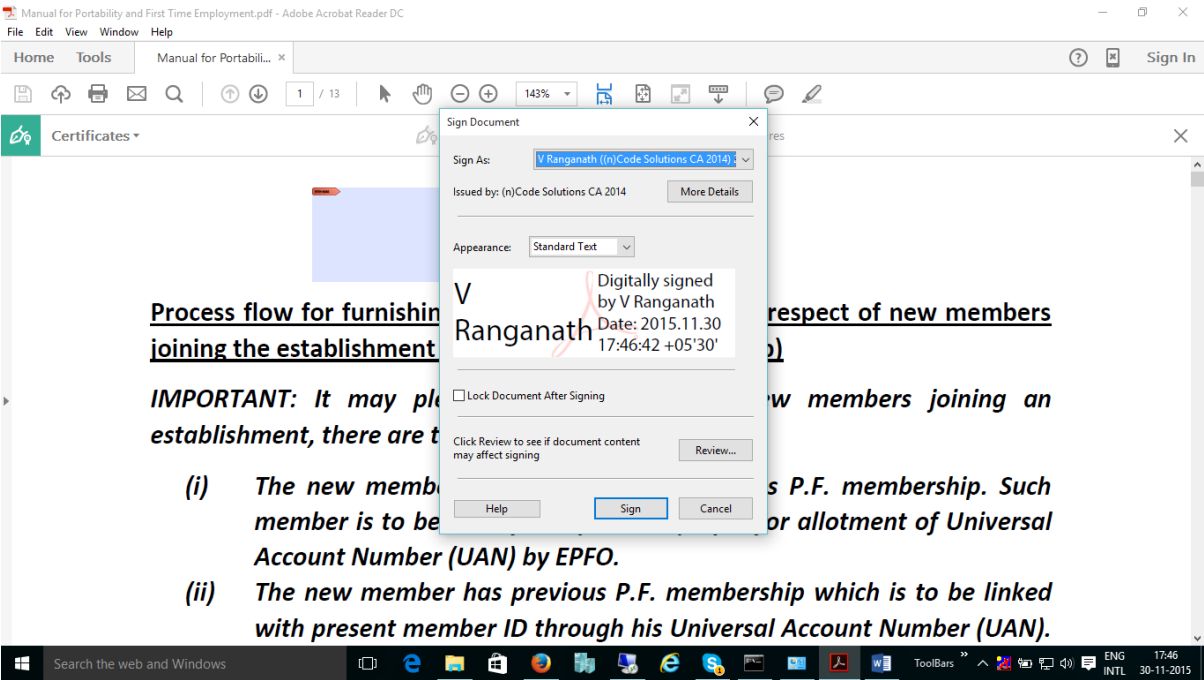 Manual for Portability and First Time Employment.pdf - Adobe Acrobat Reader DC
File Edit View Window Help
Home Tools Manual for Portabili... × Sign In
1 / 13 143%
Certificates res
Sign Document
Sign As: V Ranganath ((n)Code Solutions CA 2014)
Issued by: (n)Code Solutions CA 2014 More Details
Appearance: Standard Text
V
Ranganath
Digitally signed
by V Ranganath
Date: 2015.11.30
17:46:42 +05'30'
Lock Document After Signing
Click Review to see if document content
may affect signing
Review...
Help Sign Cancel
Process flow for furnishin respect of new members
joining the establishment )
IMPORTANT: It may ple w members joining an
establishment, there are t
(i) The new memb s P.F. membership. Such
member is to be or allotment of Universal
Account Number (UAN) by EPFO.
(ii) The new member has previous P.F. membership which is to be linked
with present member ID through his Universal Account Number (UAN).
Search the web and Windows ToolBars ENG 17:46
INTL 30-11-2015